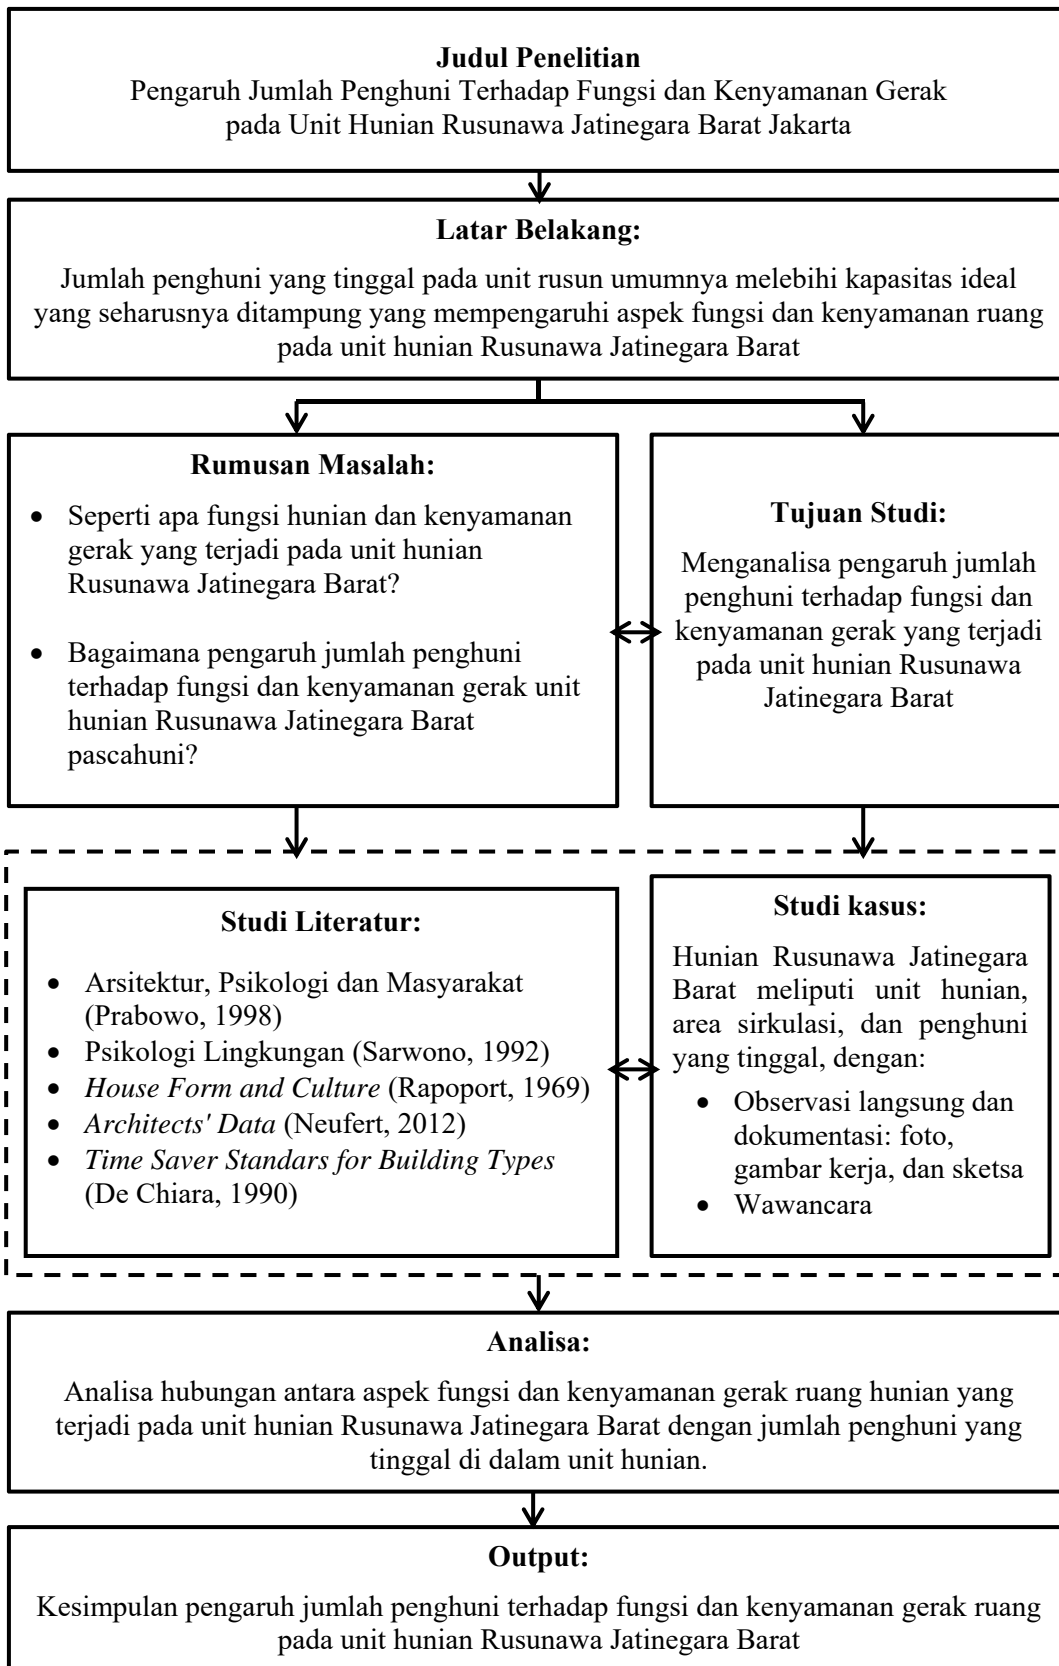 Judul Penelitian
Pengaruh Jumlah Penghuni Terhadap Fungsi dan Kenyamanan Gerak
pada Unit Hunian Rusunawa Jatinegara Barat Jakarta
Latar Belakang:
Jumlah penghuni yang tinggal pada unit rusun umumnya melebihi kapasitas ideal
yang seharusnya ditampung yang mempengaruhi aspek fungsi dan kenyamanan ruang
pada unit hunian Rusunawa Jatinegara Barat
Rumusan Masalah:
• Seperti apa fungsi hunian dan kenyamanan
gerak yang terjadi pada unit hunian
Rusunawa Jatinegara Barat?
• Bagaimana pengaruh jumlah penghuni
terhadap fungsi dan kenyamanan gerak unit
hunian Rusunawa Jatinegara Barat
pascahuni?
Tujuan Studi:
Menganalisa pengaruh jumlah
penghuni terhadap fungsi dan
kenyamanan gerak yang terjadi
pada unit hunian Rusunawa
Jatinegara Barat
Studi Literatur:
• Arsitektur, Psikologi dan Masyarakat
(Prabowo, 1998)
• Psikologi Lingkungan (Sarwono, 1992)
• House Form and Culture (Rapoport, 1969)
• Architects' Data (Neufert, 2012)
• Time Saver Standars for Building Types
(De Chiara, 1990)
Studi kasus:
Hunian Rusunawa Jatinegara
Barat meliputi unit hunian,
area sirkulasi, dan penghuni
yang tinggal, dengan:
• Observasi langsung dan
dokumentasi: foto,
gambar kerja, dan sketsa
• Wawancara
Analisa:
Analisa hubungan antara aspek fungsi dan kenyamanan gerak ruang hunian yang
terjadi pada unit hunian Rusunawa Jatinegara Barat dengan jumlah penghuni yang
tinggal di dalam unit hunian.
Output:
Kesimpulan pengaruh jumlah penghuni terhadap fungsi dan kenyamanan gerak ruang
pada unit hunian Rusunawa Jatinegara Barat